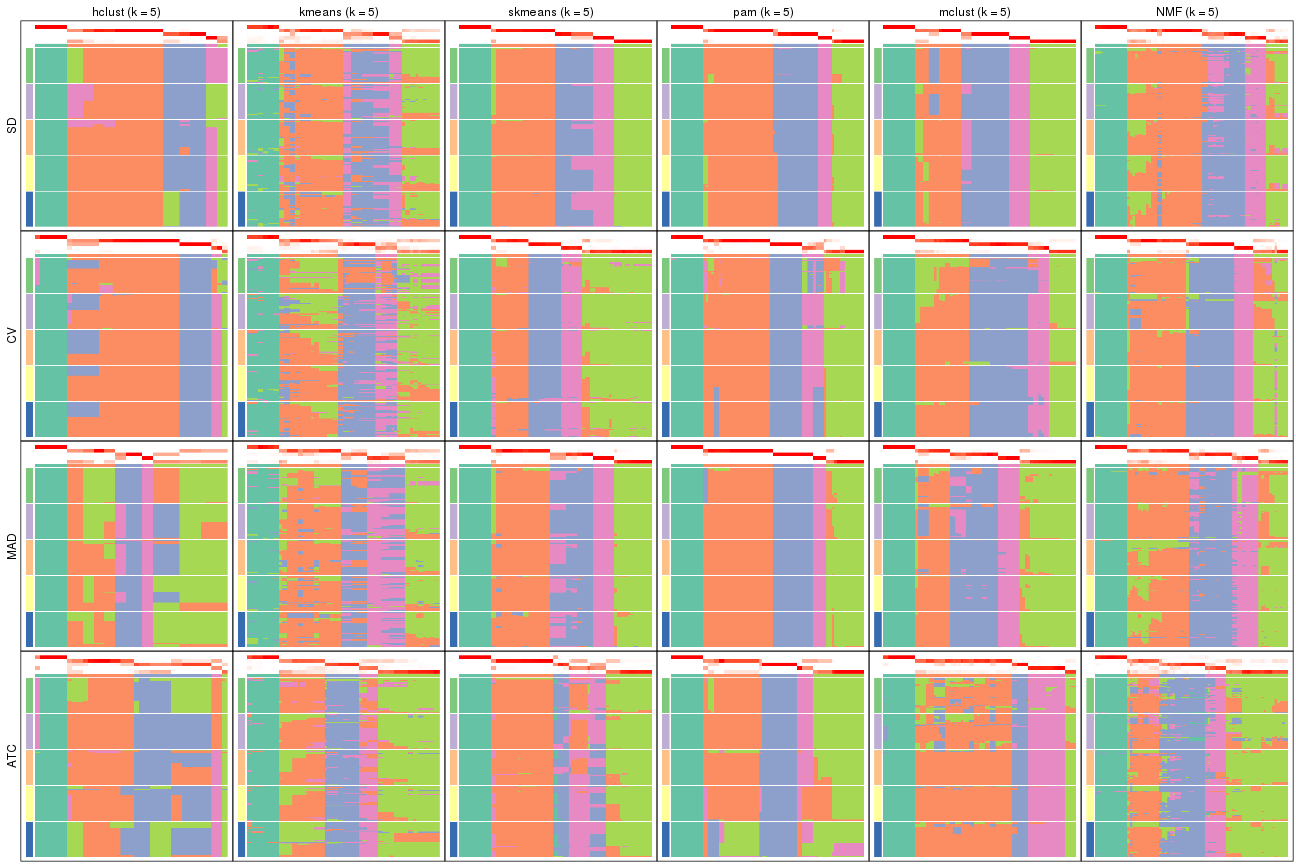 hclust (k = 5)
kmeans (k = 5)
skmeans (k = 5)
pam (k = 5)
mclust (k = 5)
NMF (k = 5)
SD
CV
MAD
ATC